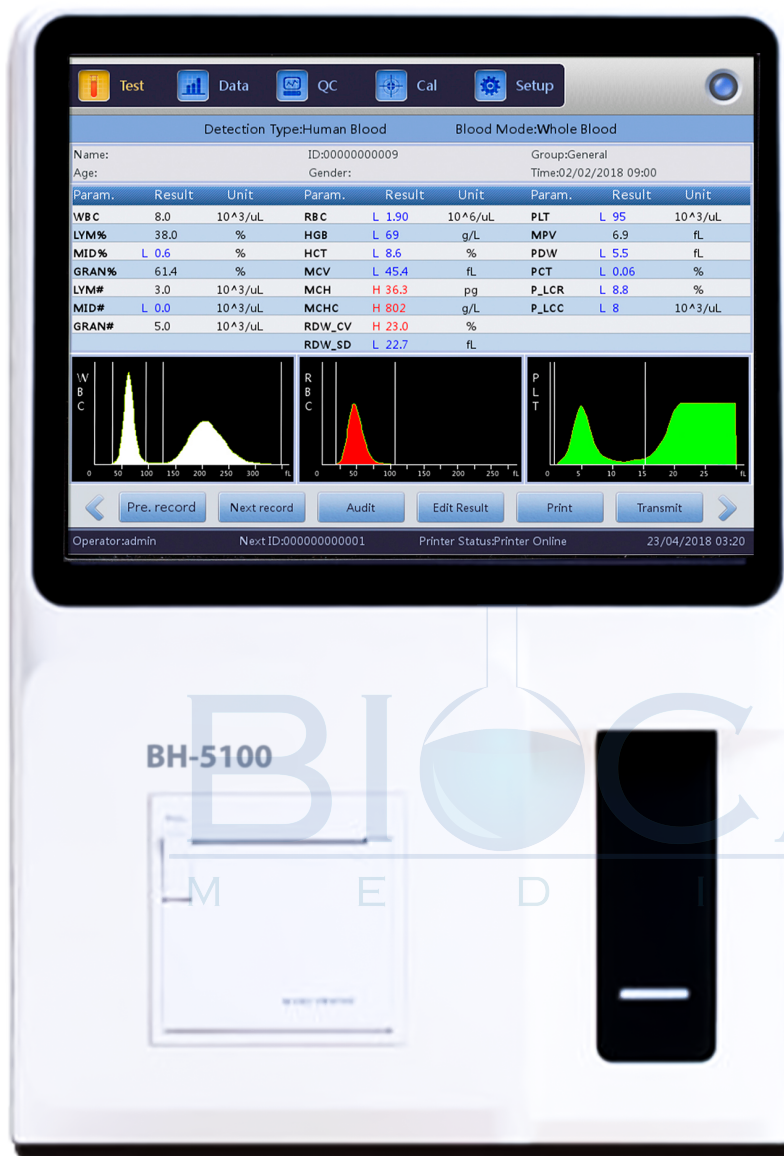 Test Data QC Cal Setup
Detection Type:Human Blood Blood Mode:Whole Blood
Name: ID:00000000009 Group:General
Age: Gender: Time:02/02/2018 09:00
Param. Result Unit Param. Result Unit Param. Result Unit
WBC 8.0 10^3/uL RBC L 1.90 10^6/uL PLT L 95 10^3/uL
LYM% 38.0 % HGB L 69 g/L MPV 6.9 fL
MID% L 0.6 % HCT L 8.6 % PDW L 5.5 fL
GRAN% 61.4 % MCV L 45.4 fL PCT L 0.06 %
LYM# 3.0 10^3/uL MCH H 36.3 pg P_LCR L 8.8 %
MID# L 0.0 10^3/uL MCHC H 802 g/L P_LCC L 8 10^3/uL
GRAN# 5.0 10^3/uL RDW_CV H 23.0 %
RDW_SD L 22.7 fL
WBC RBC PLT
0 50 100 150 200 250 300 fL 0 50 100 150 200 250 fL 0 5 10 15 20 25 fL
Pre. record Next record Audit Edit Result Print Transmit
Operator:admin Next ID:000000000001 Printer Status:Printer Online 23/04/2018 03:20
BH-5100
BIOC
M E D I